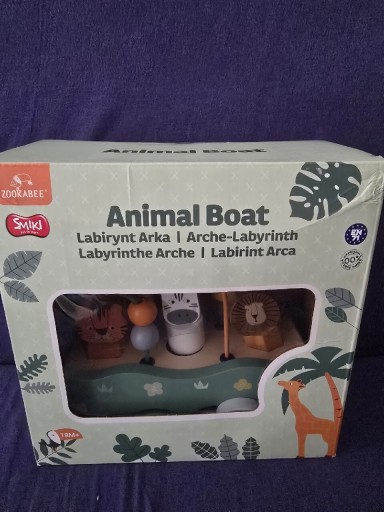 Animal Boat
ZOOKABEE
SMIKI
Animal Boat
Labirynt Arka | Arche-Labyrinth
Labyrinthe Arche | Labirint Arca
EN
71
100%
18M+